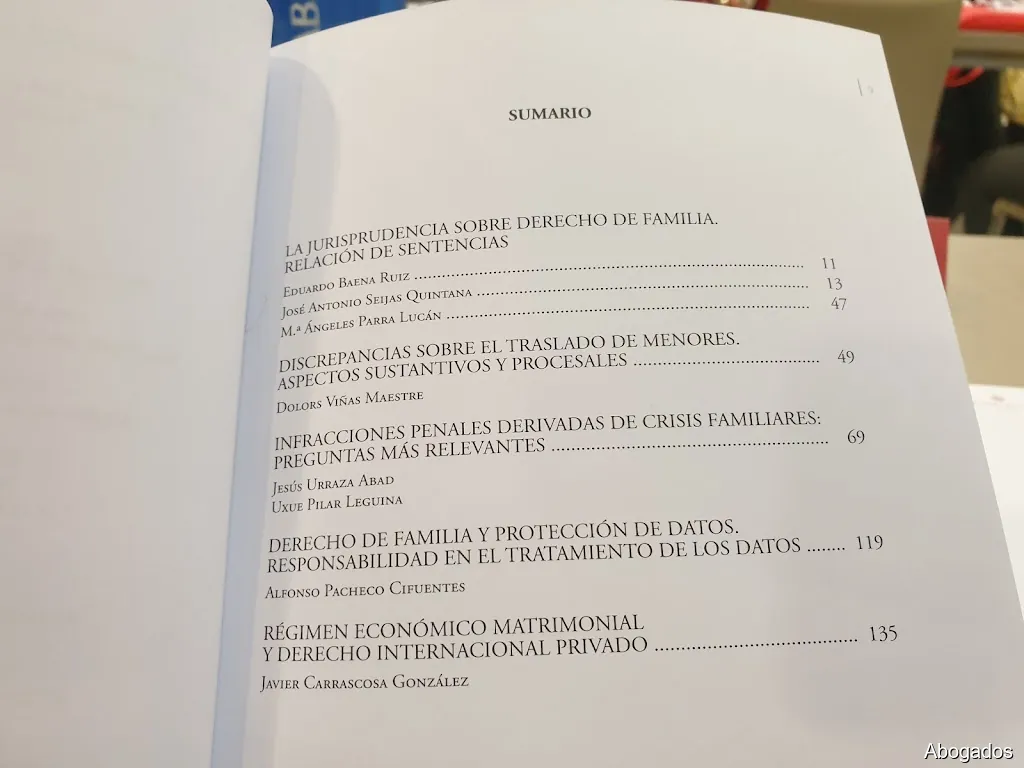 SUMARIO
LA JURISPRUDENCIA SOBRE DERECHO DE FAMILIA.
RELACIÓN DE SENTENCIAS
EDUARDO BAENA RUIZ ........................................................ 11
JOSÉ ANTONIO SEIJAS QUINTANA ........................................................ 13
M.ª ÁNGELES PARRA LUCÁN ........................................................ 47
DISCREPANCIAS SOBRE EL TRASLADO DE MENORES.
ASPECTOS SUSTANTIVOS Y PROCESALES ................................ 49
DOLORS VIÑAS MAESTRE
INFRACCIONES PENALES DERIVADAS DE CRISIS FAMILIARES:
PREGUNTAS MÁS RELEVANTES ................................................ 69
JESÚS URRAZA ABAD
UXUE PILAR LEGUINA
DERECHO DE FAMILIA Y PROTECCIÓN DE DATOS.
RESPONSABILIDAD EN EL TRATAMIENTO DE LOS DATOS ........ 119
ALFONSO PACHECO CIFUENTES
RÉGIMEN ECONÓMICO MATRIMONIAL
Y DERECHO INTERNACIONAL PRIVADO .................................... 135
JAVIER CARRASCOSA GONZÁLEZ
Abogados